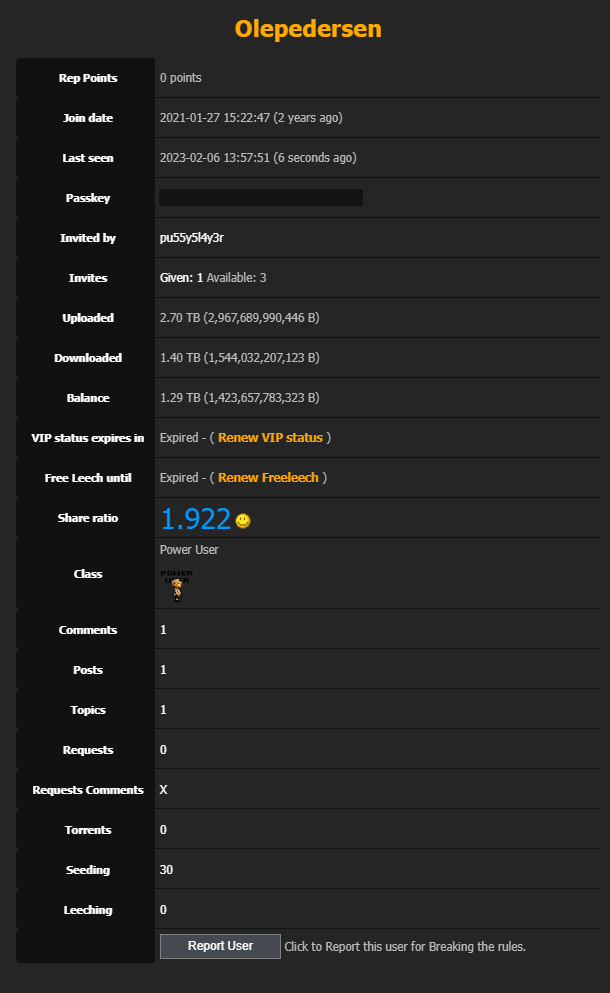 Olepedersen
Rep Points 0 points
Join date 2021-01-27 15:22:47 (2 years ago)
Last seen 2023-02-06 13:57:51 (6 seconds ago)
Passkey
Invited by pu55y5l4y3r
Invites Given: 1 Available: 3
Uploaded 2.70 TB (2,967,689,990,446 B)
Downloaded 1.40 TB (1,544,032,207,123 B)
Balance 1.29 TB (1,423,657,783,323 B)
VIP status expires in Expired - ( Renew VIP status )
Free Leech until Expired - ( Renew Freeleech )
Share ratio 1.922
Class Power User
POWER
USER
Comments 1
Posts 1
Topics 1
Requests 0
Requests Comments X
Torrents 0
Seeding 30
Leeching 0
Report User Click to Report this user for Breaking the rules.